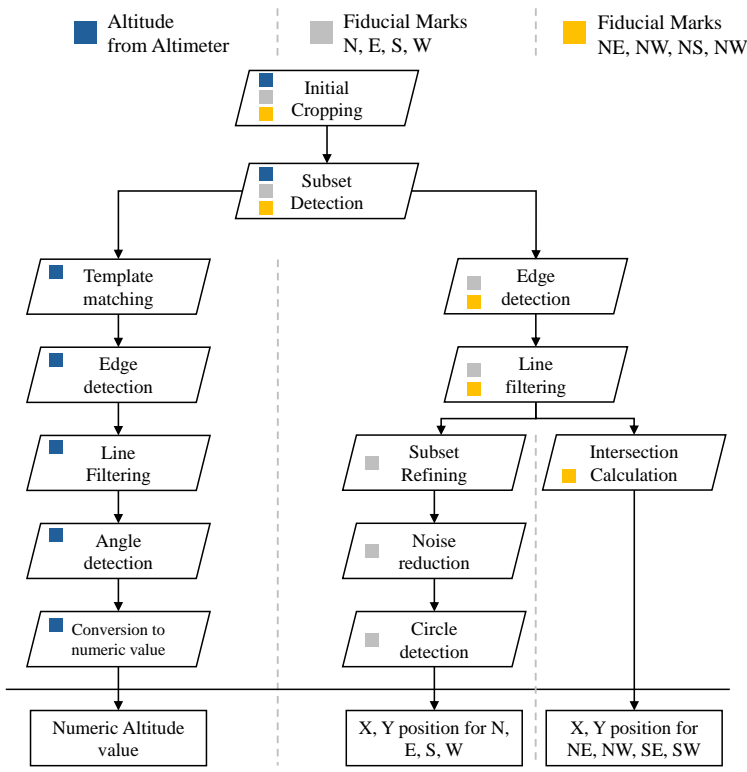 Altitude
from Altimeter
Fiducial Marks
N, E, S, W
Fiducial Marks
NE, NW, NS, NW
Initial
Cropping
Subset
Detection
Template
matching
Edge
detection
Edge
detection
Line
filtering
Line
Filtering
Subset
Refining
Intersection
Calculation
Angle
detection
Noise
reduction
Conversion to
numeric value
Circle
detection
Numeric Altitude
value
X, Y position for N,
E, S, W
X, Y position for
NE, NW, SE, SW